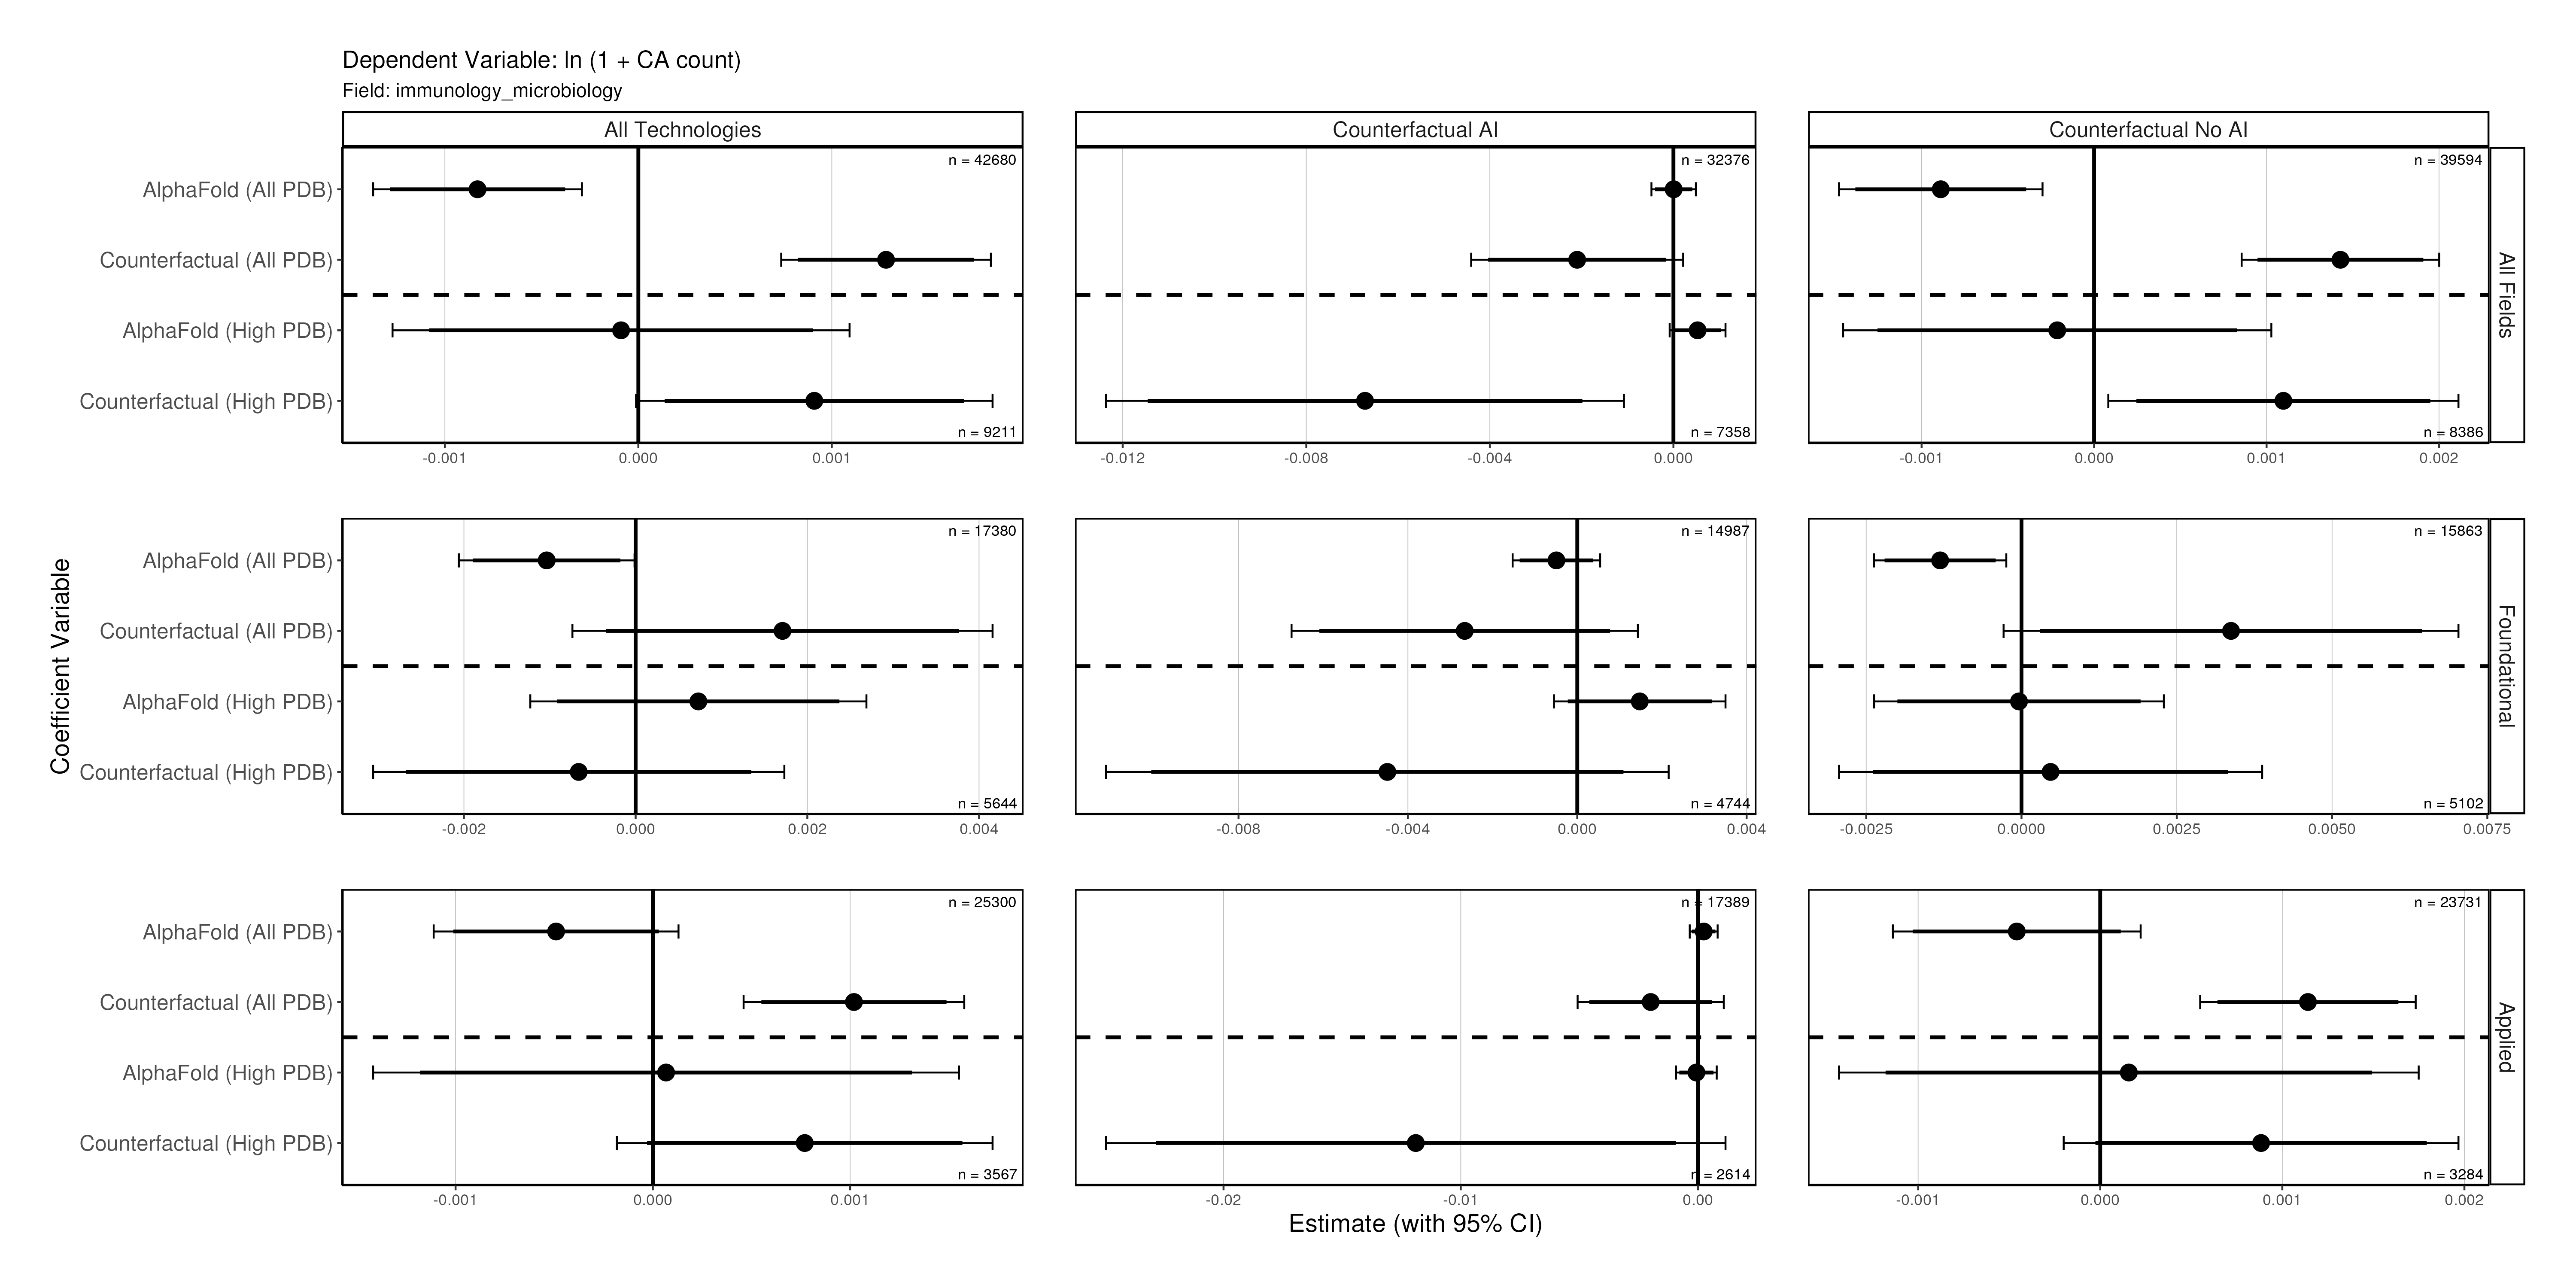 Dependent Variable: ln (1 + CA count)
Field: immunology_microbiology
All Technologies
Counterfactual AI
Counterfactual No AI
AlphaFold (All PDB)
Counterfactual (All PDB)
AlphaFold (High PDB)
Counterfactual (High PDB)
n = 42680
n = 9211
-0.001
0.000
0.001
n = 32376
n = 7358
-0.012
-0.008
-0.004
0.000
n = 39594
n = 8386
-0.001
0.000
0.001
0.002
All Fields
Coefficient Variable
AlphaFold (All PDB)
Counterfactual (All PDB)
AlphaFold (High PDB)
Counterfactual (High PDB)
n = 17380
n = 5644
-0.002
0.000
0.002
0.004
n = 14987
n = 4744
-0.008
-0.004
0.000
0.004
n = 15863
n = 5102
-0.0025
0.0000
0.0025
0.0050
0.0075
Foundational
AlphaFold (All PDB)
Counterfactual (All PDB)
AlphaFold (High PDB)
Counterfactual (High PDB)
n = 25300
n = 3567
-0.001
0.000
0.001
n = 17389
n = 2614
-0.02
-0.01
0.00
n = 23731
n = 3284
-0.001
0.000
0.001
0.002
Applied
Estimate (with 95% CI)